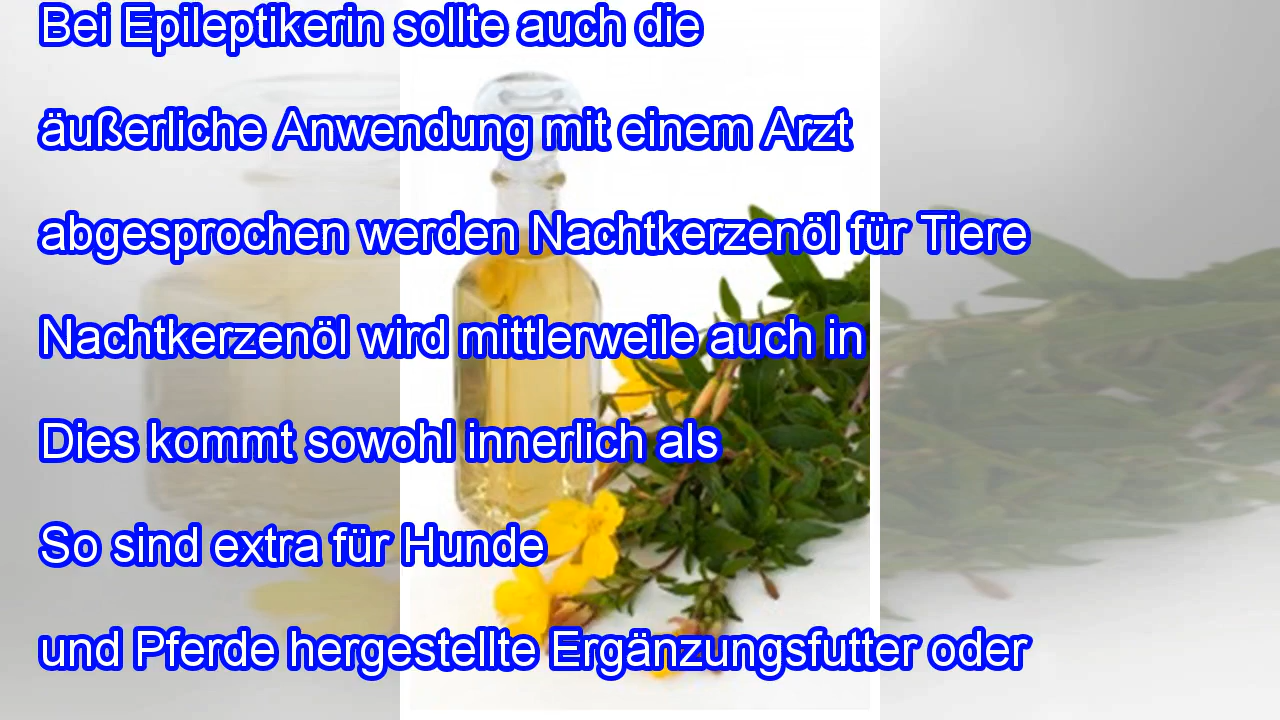 Bei Epileptikerin sollte auch die
äußerliche Anwendung mit einem Arzt
abgesprochen werden Nachtkerzenöl für Tiere
Nachtkerzenöl wird mittlerweile auch in
Dies kommt sowohl innerlich als
So sind extra für Hunde
und Pferde hergestellte Ergänzungsfutter oder